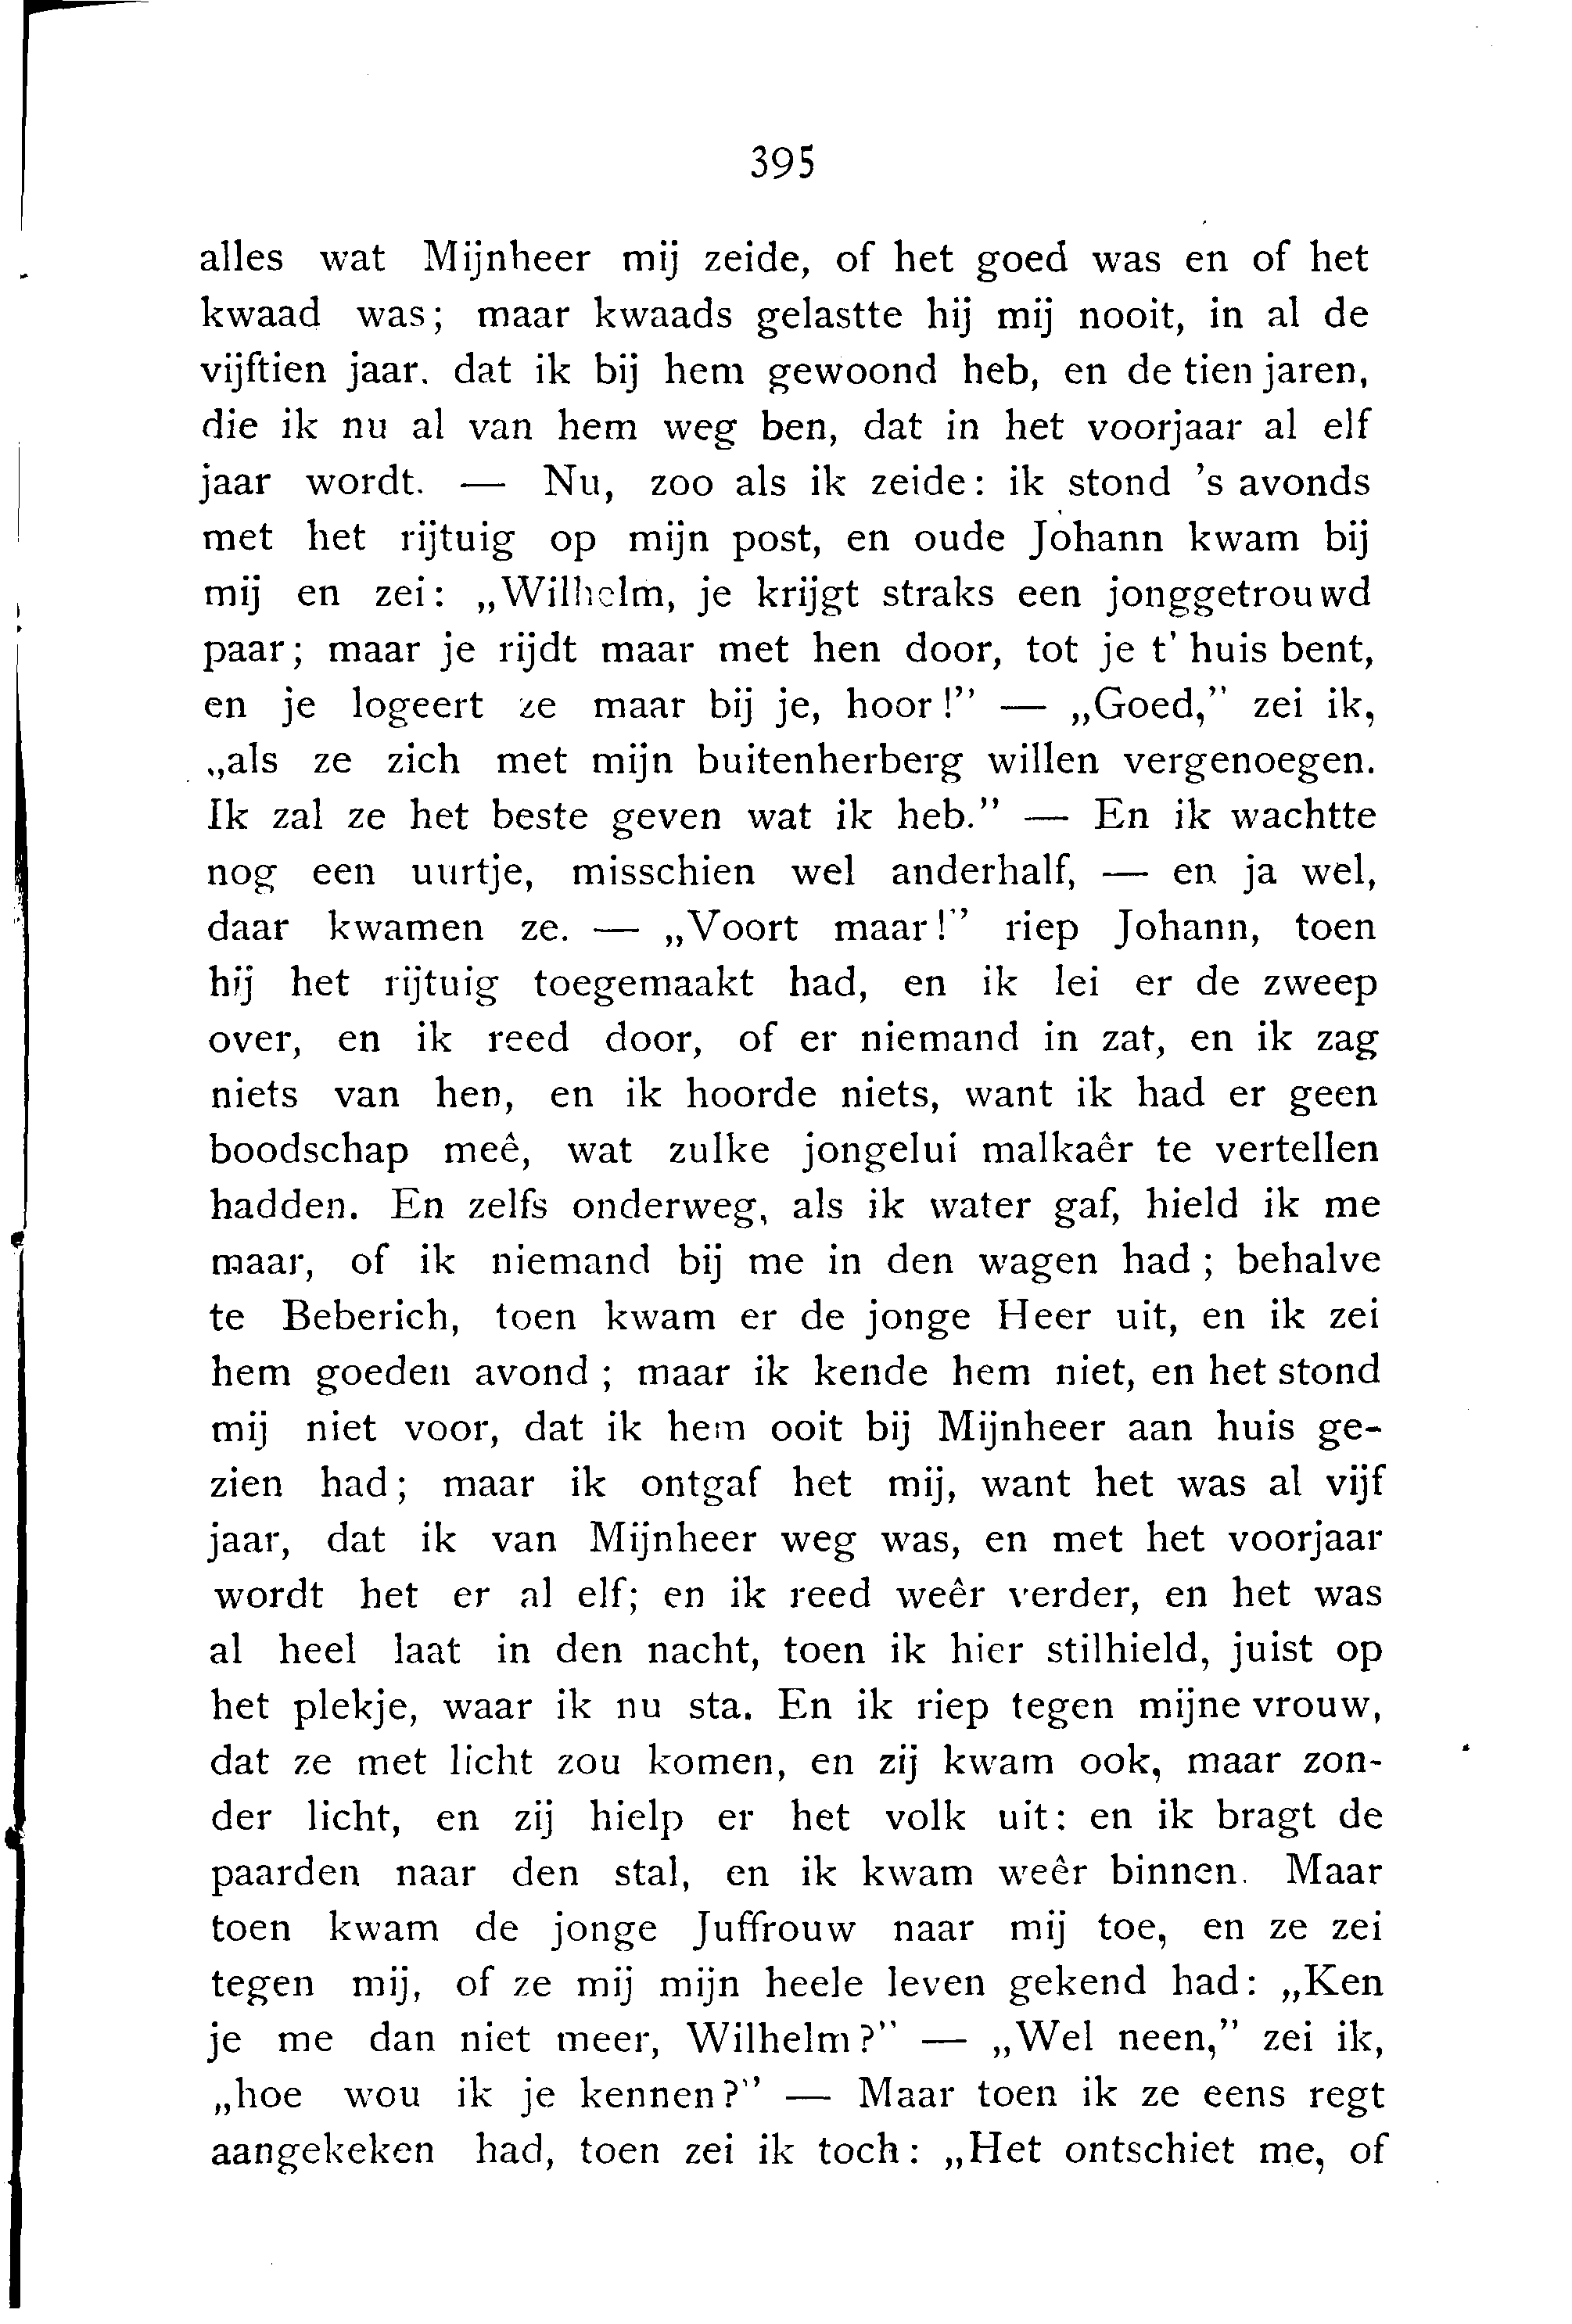 395
alles wat Mijnheer mij zeide, of het goed was en of het
kwaad was; maar kwaads gelastte hij mij nooit, in al de
vijftien jaar. dat ik bij hem gewoond heb, en de tien jaren,
die ik nu al van hem weg ben, dat in het voorjaar al elf
jaar wordt. — Nu, zoo als ik zeide: ik stond 's avonds
met het rijtuig op mijn post, en oude Johann kwam bij
mij en zei: „Wilhelm, je krijgt straks een jonggetrouwd
paar; maar je rijdt maar met hen door, tot je t' huis bent,
en je logeert ze maar bij je, hoor!” — „Goed,” zei ik,
„als ze zich met mijn buitenherberg willen vergenoegen.
Ik zal ze het beste geven wat ik heb.” — En ik wachtte
nog een uurtje, misschien wel anderhalf, — en ja wel,
daar kwamen ze. — „Voort maar!” riep Johann, toen
hij het rijtuig toegemaakt had, en ik lei er de zweep
over, en ik reed door, of er niemand in zat, en ik zag
niets van hen, en ik hoorde niets, want ik had er geen
boodschap meê, wat zulke jongelui malkaêr te vertellen
hadden. En zelfs onderweg, als ik water gaf, hield ik me
maar, of ik niemand bij me in den wagen had; behalve
te Beberich, toen kwam er de jonge Heer uit, en ik zei
hem goeden avond; maar ik kende hem niet, en het stond
mij niet voor, dat ik hem ooit bij Mijnheer aan huis ge-
zien had; maar ik ontgaf het mij, want het was al vijf
jaar, dat ik van Mijnheer weg was, en met het voorjaar
wordt het er al elf; en ik reed weêr verder, en het was
al heel laat in den nacht, toen ik hier stilhield, juist op
het plekje, waar ik nu sta. En ik riep tegen mijne vrouw,
dat ze met licht zou komen, en zij kwam ook, maar zon-
der licht, en zij hielp er het volk uit: en ik bragt de
paarden naar den stal, en ik kwam weêr binnen. Maar
toen kwam de jonge Juffrouw naar mij toe, en ze zei
tegen mij, of ze mij mijn heele leven gekend had: „Ken
je me dan niet meer, Wilhelm?” — „Wel neen,” zei ik,
„hoe wou ik je kennen?” — Maar toen ik ze eens regt
aangekeken had, toen zei ik toch: „Het ontschiet me, of